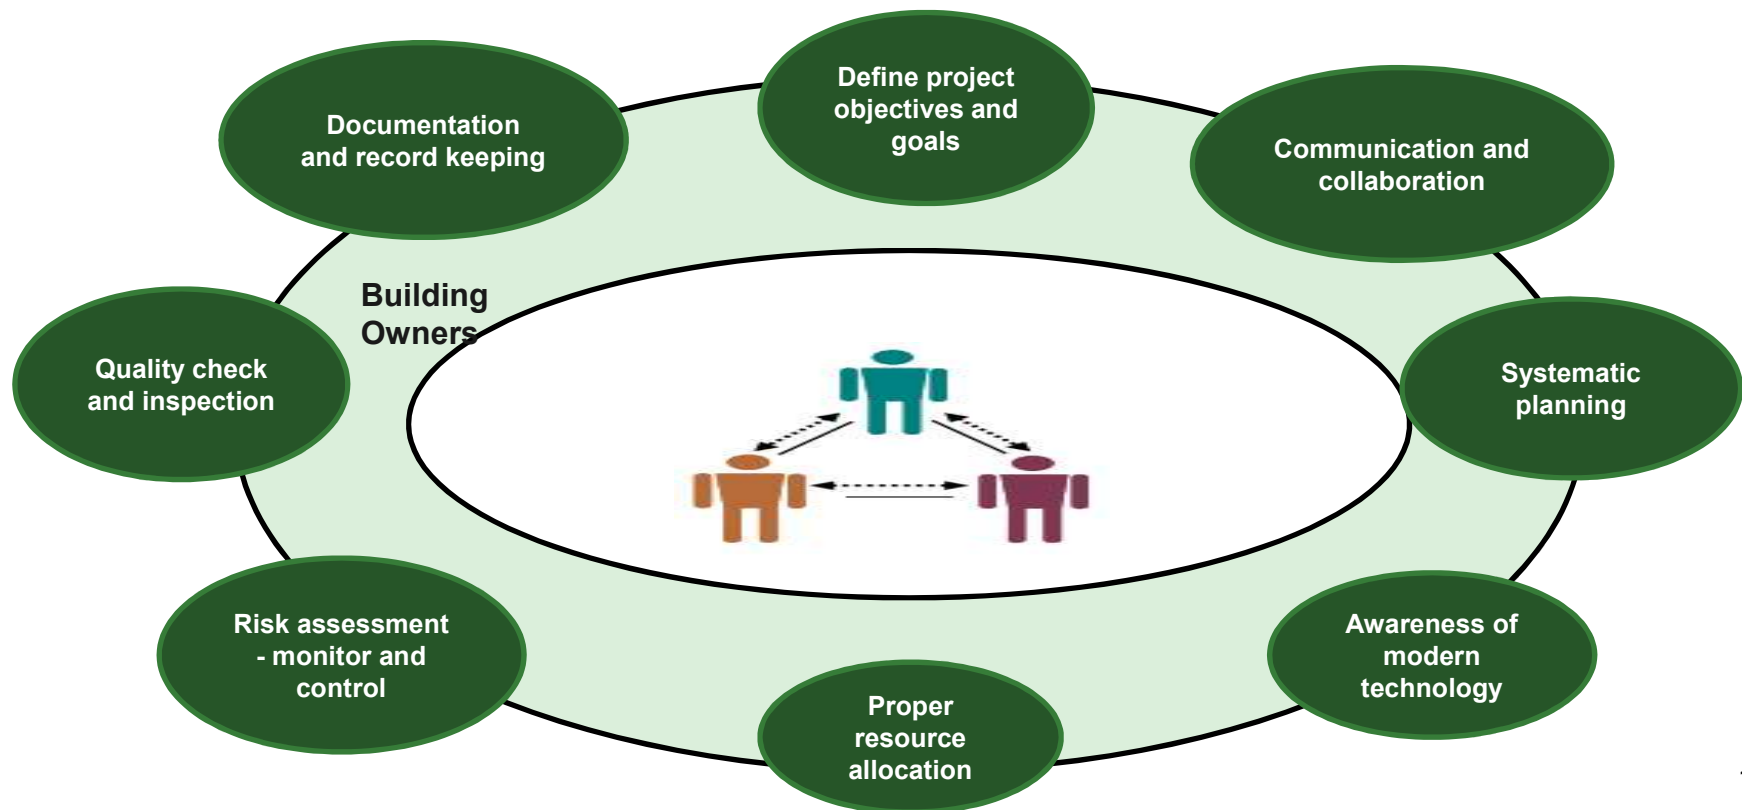 Define project
objectives and
goals
Documentation
and record keeping
Communication and
collaboration
Building
Owners
Quality check
and inspection
Systematic
planning
Risk assessment
- monitor and
control
Awareness of
modern
technology
Proper
resource
allocation